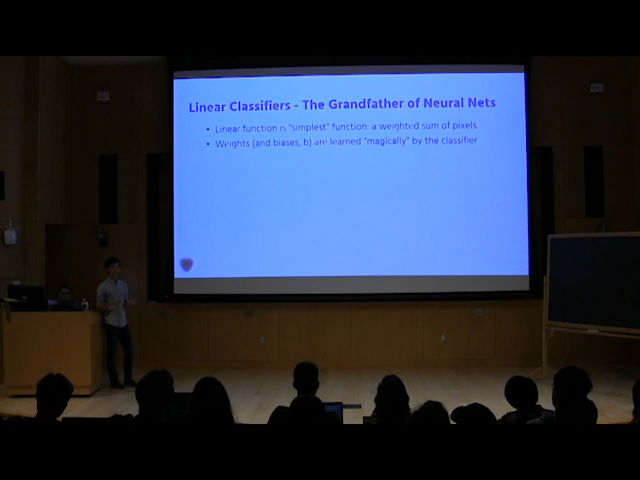 Linear Classifiers - The Grandfather of Neural Nets
• Linear function is "simplest" function: a weighted sum of pixels
• Weights (and biases, b) are learned "magically" by the classifier